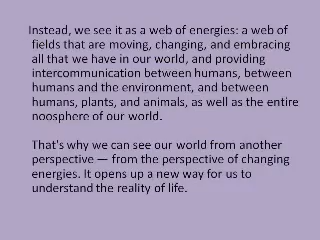 Instead, we see it as a web of energies: a web of
fields that are moving, changing, and embracing
all that we have in our world, and providing
intercommunication between humans, between
humans and the environment, and between
humans, plants, and animals, as well as the entire
noosphere of our world.
That's why we can see our world from another
perspective — from the perspective of changing
energies. It opens up a new way for us to
understand the reality of life.